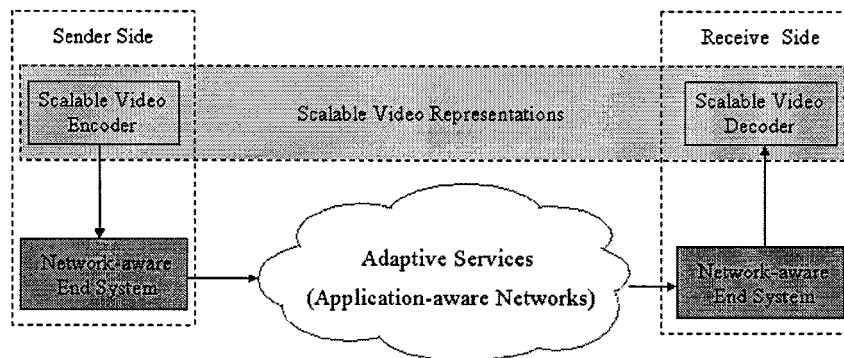 Sender Side
Receive Side
Scalable Video
Encoder
Scalable Video Representations
Scalable Video
Decoder
Network-aware
End System
Adaptive Services
(Application-aware Networks)
Network-aware
End System